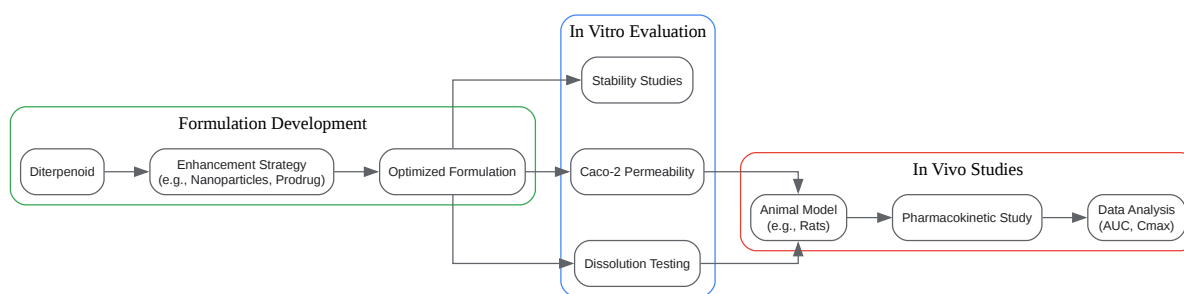 In Vitro Evaluation
Stability Studies
Formulation Development
Diterpenoid
Enhancement Strategy
(e.g., Nanoparticles, Prodrug)
Optimized Formulation
Caco-2 Permeability
Dissolution Testing
In Vivo Studies
Animal Model
(e.g., Rats)
Pharmacokinetic Study
Data Analysis
(AUC, Cmax)